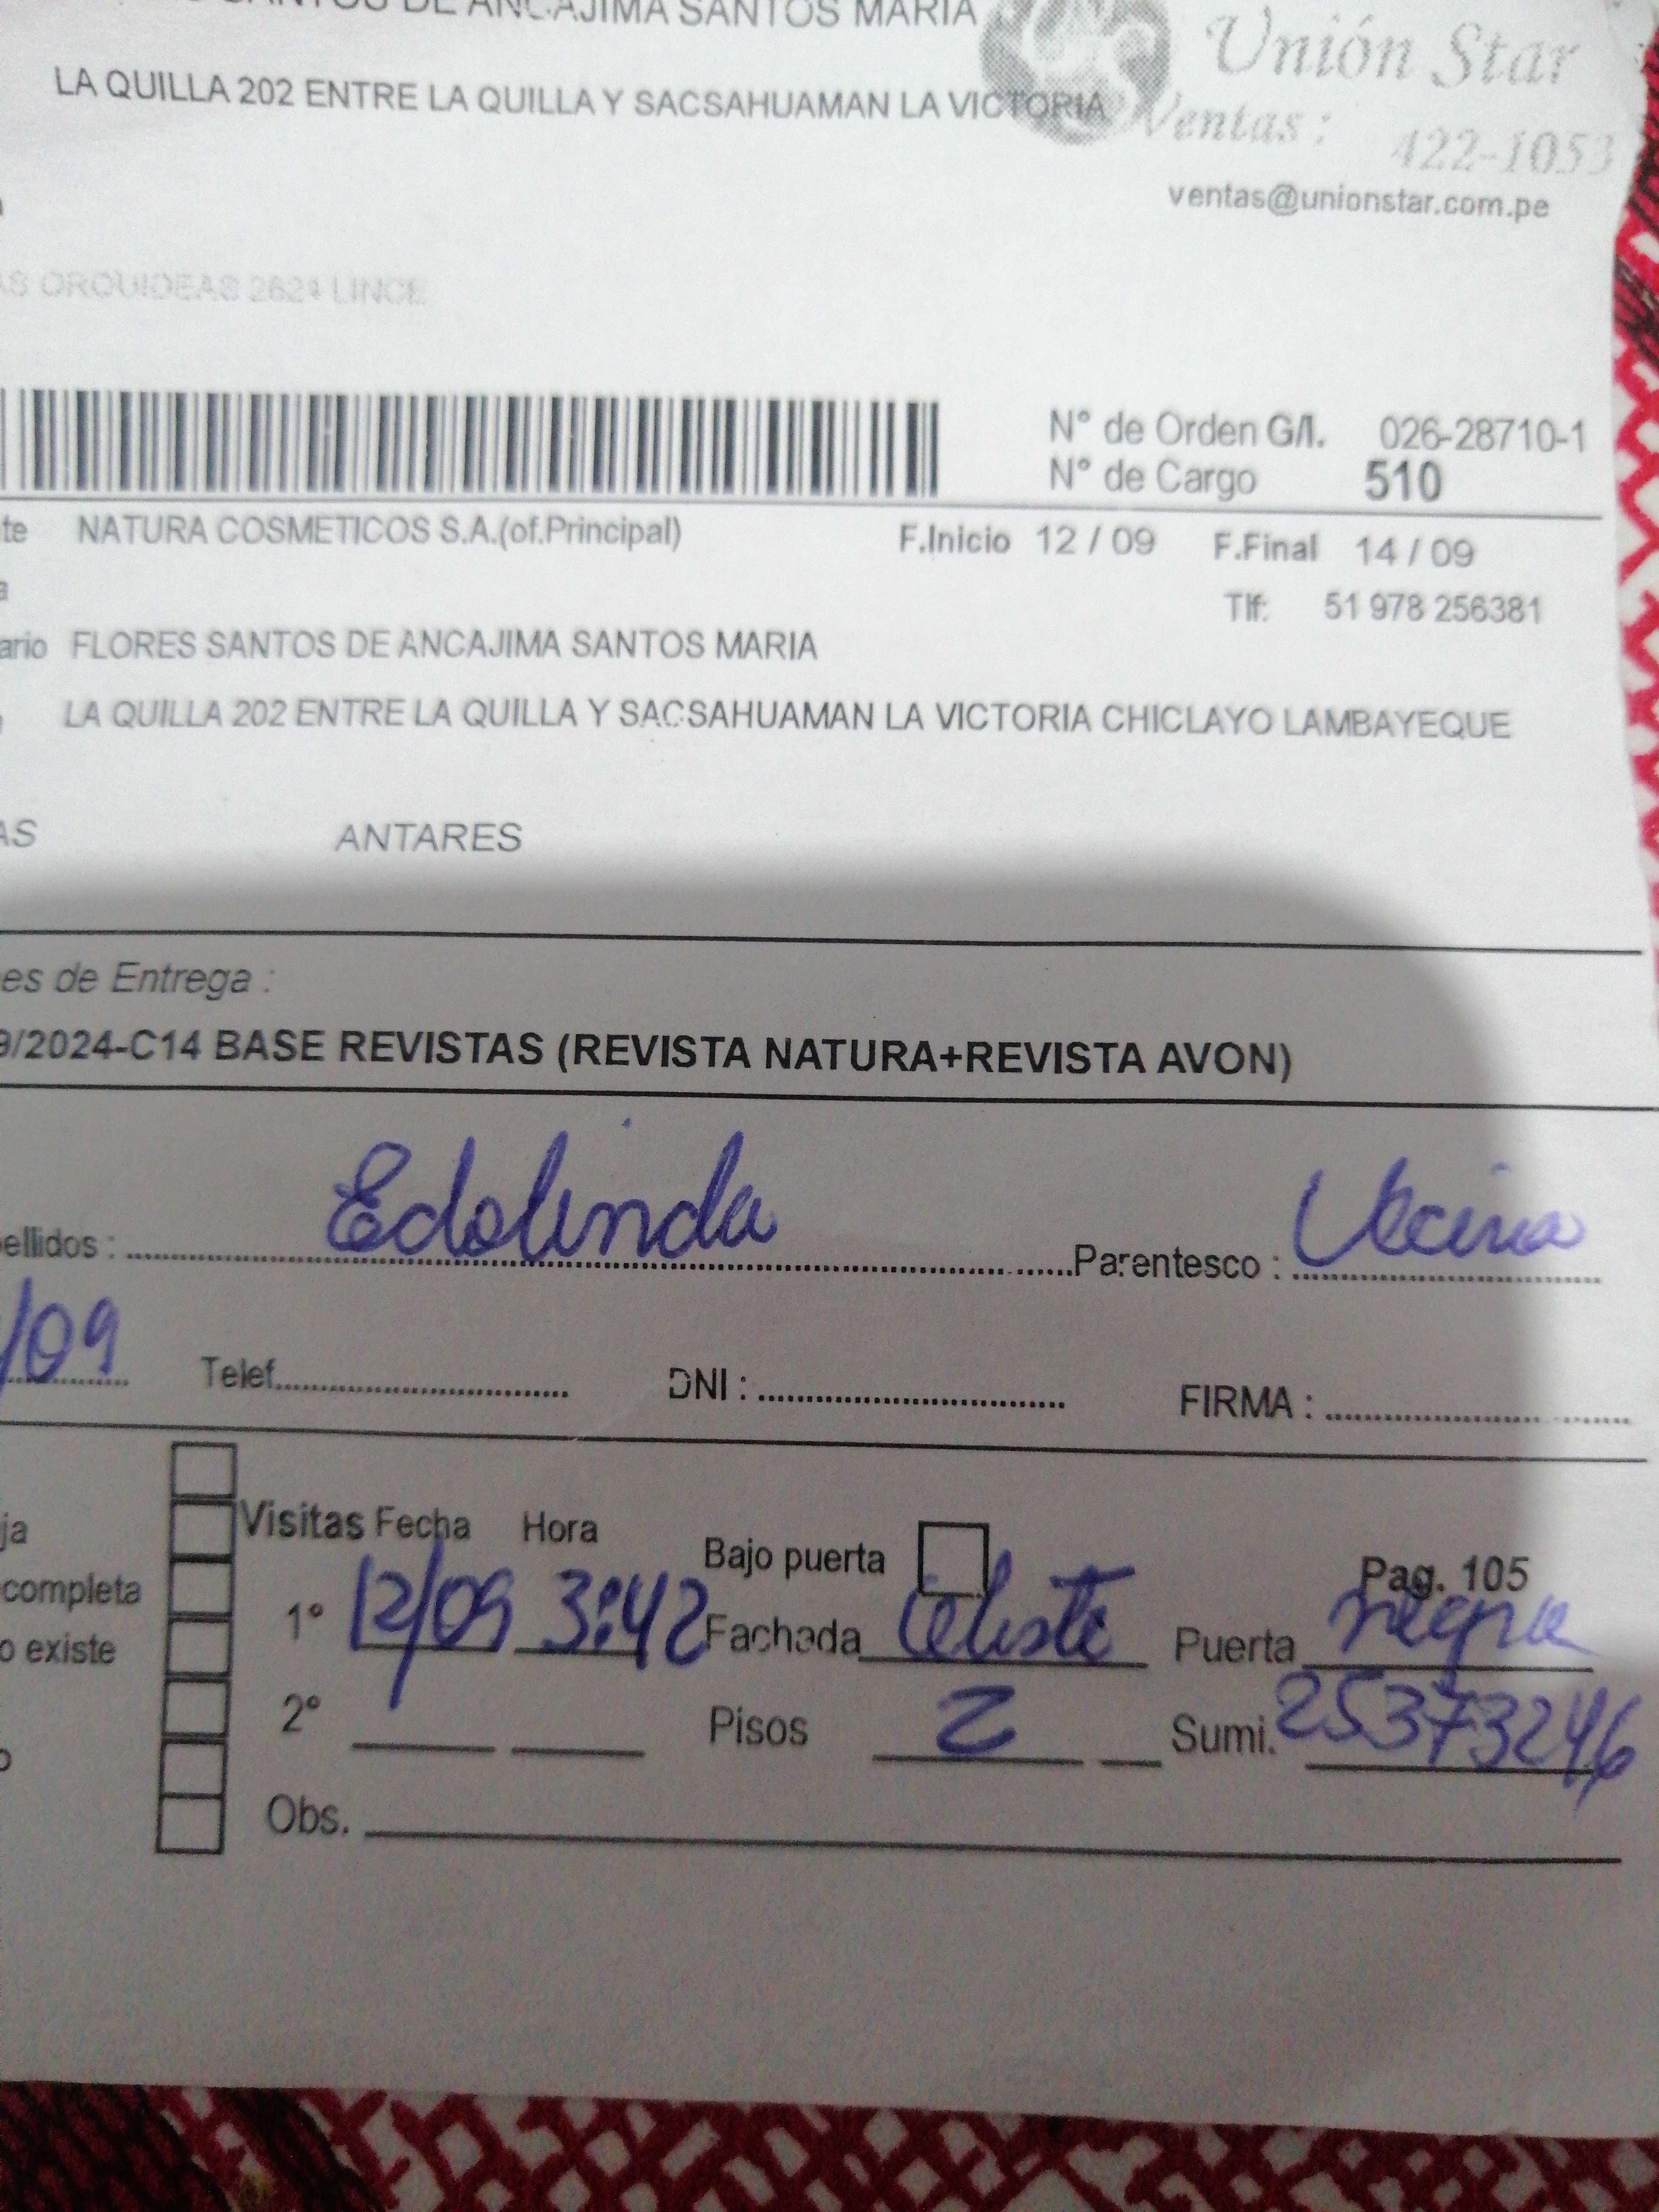 SANTOS DE ANCAJIMA SANTOS MARIA
LA QUILLA 202 ENTRE LA QUILLA Y SACSAHUAMAN LA VICTORIA
Unión Star
Ventas : 422-1053
ventas@unionstar.com.pe
AS ORQUIDEAS 2624 LINCE
N° de Orden G/I. 026-28710-1
N° de Cargo 510
te NATURA COSMETICOS S.A.(of.Principal) F.Inicio 12 / 09 F.Final 14 / 09
Tlf: 51 978 256381
ario FLORES SANTOS DE ANCAJIMA SANTOS MARIA
LA QUILLA 202 ENTRE LA QUILLA Y SACSAHUAMAN LA VICTORIA CHICLAYO LAMBAYEQUE
AS ANTARES
es de Entrega :
9/2024-C14 BASE REVISTAS (REVISTA NATURA+REVISTA AVON)
ellidos : Edolinda Parentesco : Vecina
/09 Telef. DNI : FIRMA :
ja Visitas Fecha Hora Bajo puerta Pag. 105
completa
o existe 1° 12/09 3:42 Fachada Celeste Puerta negra
2° Pisos 2 Sumi. 25373246
o
Obs.